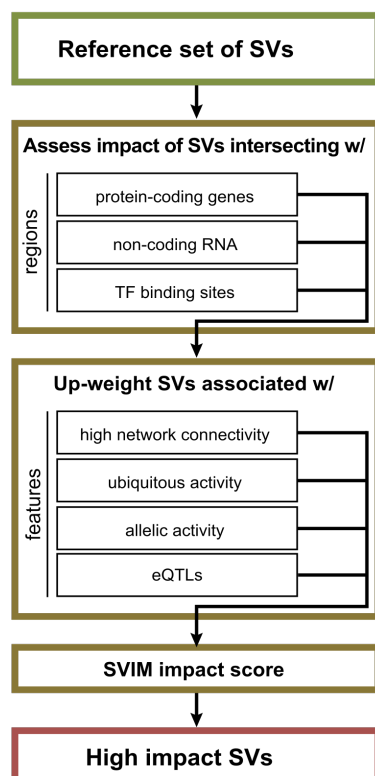 Reference set of SVs
Assess impact of SVs intersecting w/
regions
protein-coding genes
non-coding RNA
TF binding sites
Up-weight SVs associated w/
features
high network connectivity
ubiquitous activity
allelic activity
eQTLs
SVIM impact score
High impact SVs